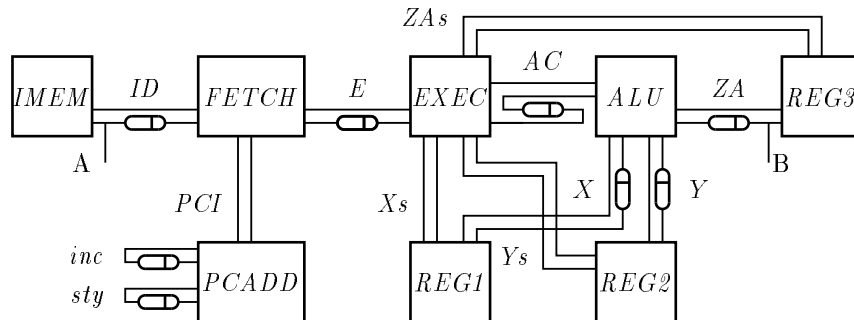 ZAs
ID E AC ZA
IMEM FETCH EXEC ALU REG3
A B
PCI Xs X Y
inc Ys
PCADD REG1 REG2
sty